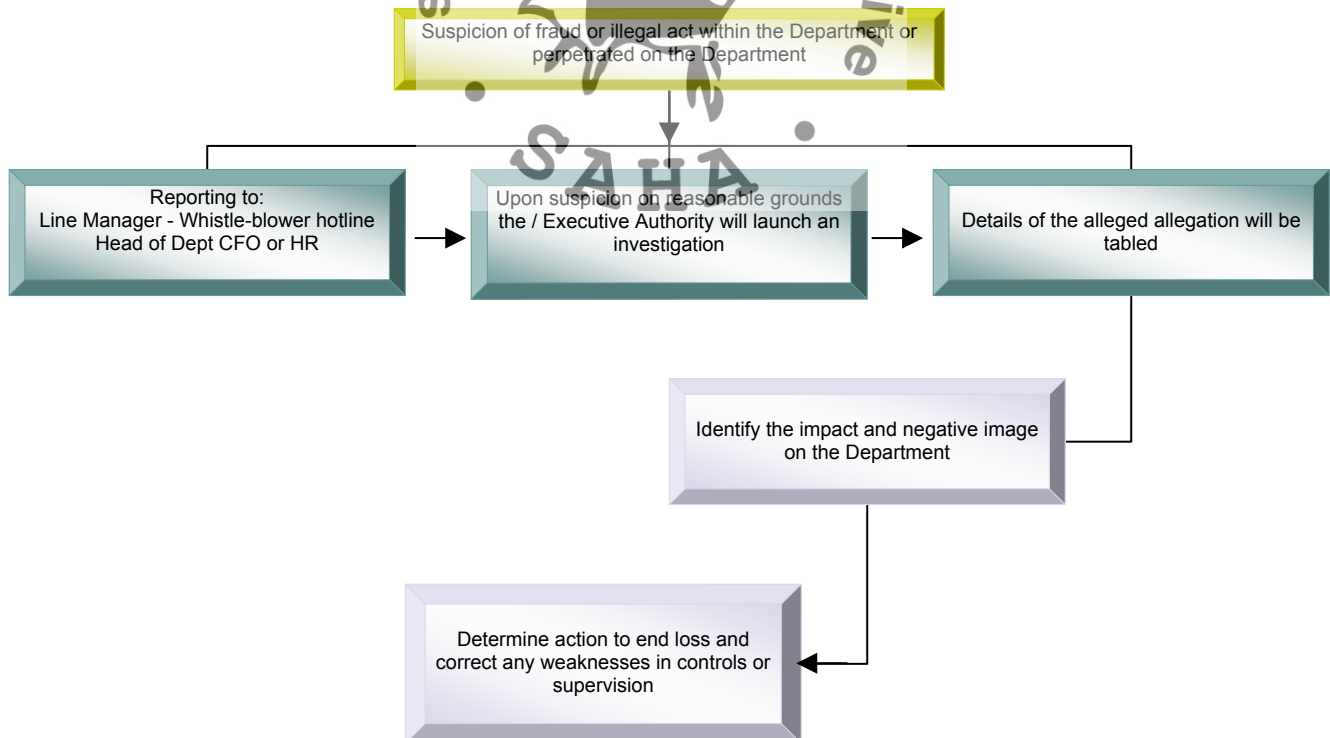 Suspicion of fraud or illegal act within the Department or
perpetrated on the Department
SAHA
Reporting to:
Line Manager - Whistle-blower hotline
Head of Dept CFO or HR
Upon suspicion on reasonable grounds
the / Executive Authority will launch an
investigation
Details of the alleged allegation will be
tabled
Identify the impact and negative image
on the Department
Determine action to end loss and
correct any weaknesses in controls or
supervision